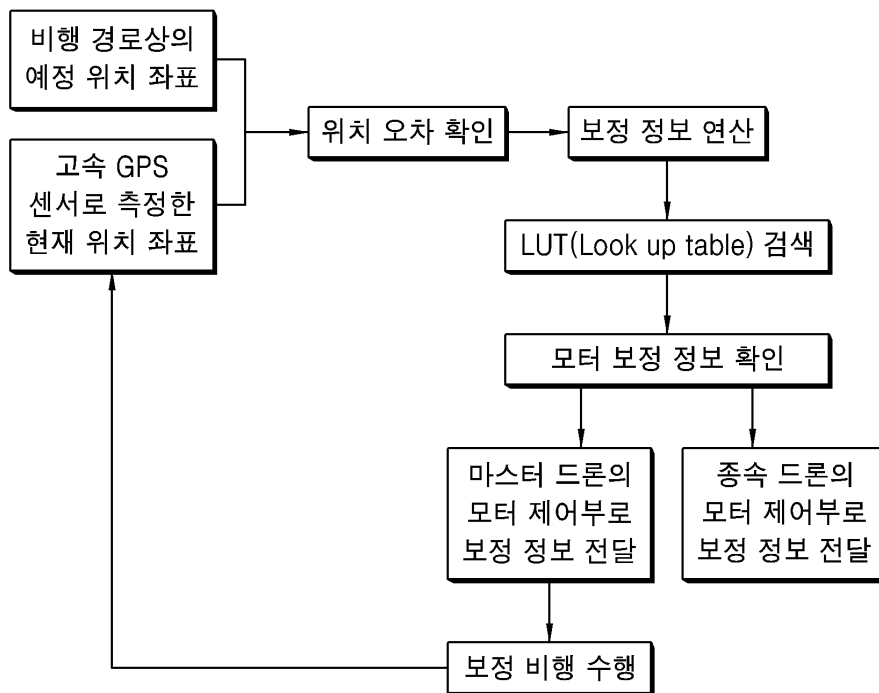 비행 경로상의
예정 위치 좌표
고속 GPS
센서로 측정한
현재 위치 좌표
위치 오차 확인
보정 정보 연산
LUT(Look up table) 검색
모터 보정 정보 확인
마스터 드론의
모터 제어부로
보정 정보 전달
종속 드론의
모터 제어부로
보정 정보 전달
보정 비행 수행